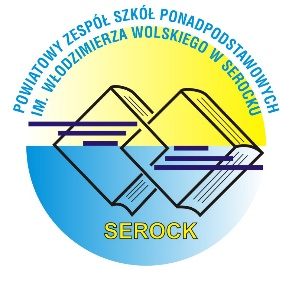 POWIATOWY ZESPÓŁ SZKÓŁ PONADPODSTAWOWYCH
IM. WŁODZIMIERZA WOLSKIEGO W SEROCKU
SEROCK